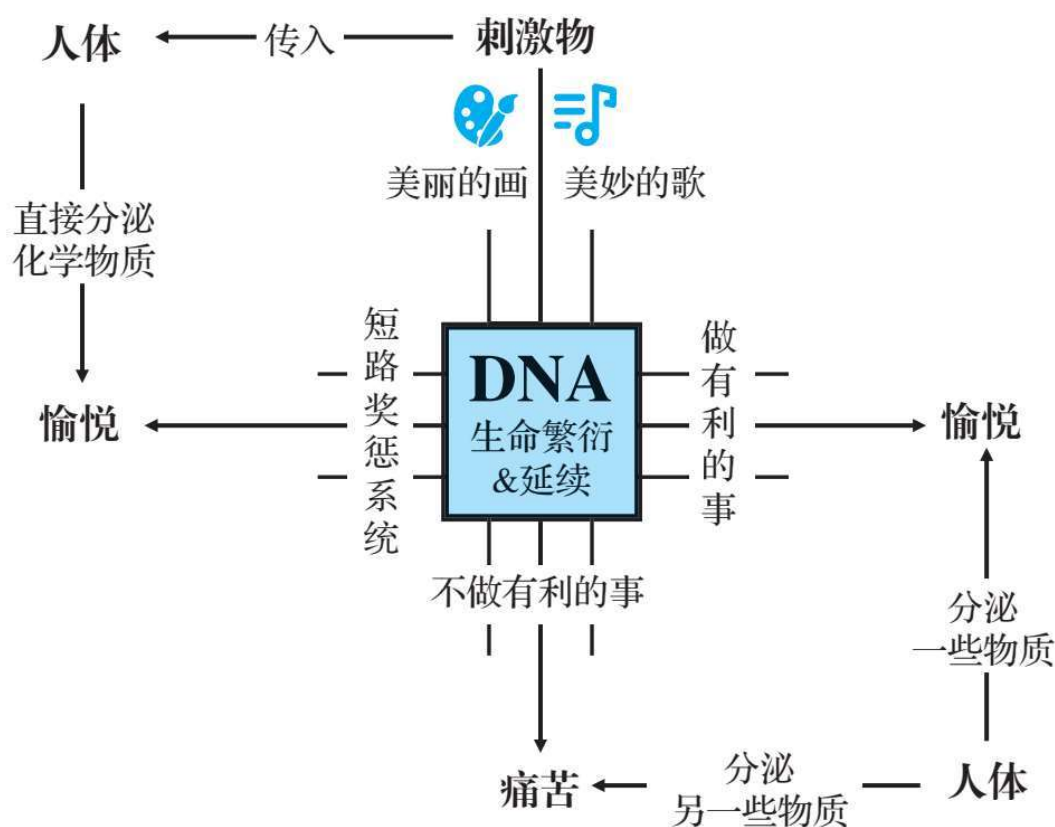 人体
传入
刺激物
美丽的画
美妙的歌
直接分泌
化学物质
短路奖惩系统
DNA
生命繁衍
&延续
做有利的事
愉悦
愉悦
不做有利的事
分泌
一些物质
痛苦
分泌
另一些物质
人体